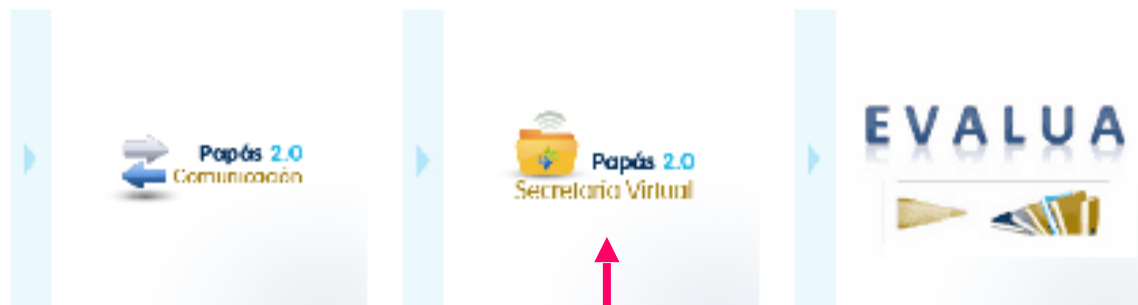 Papás 2.0
Comunicación
Papás 2.0
Secretaría Virtual
EVALUA